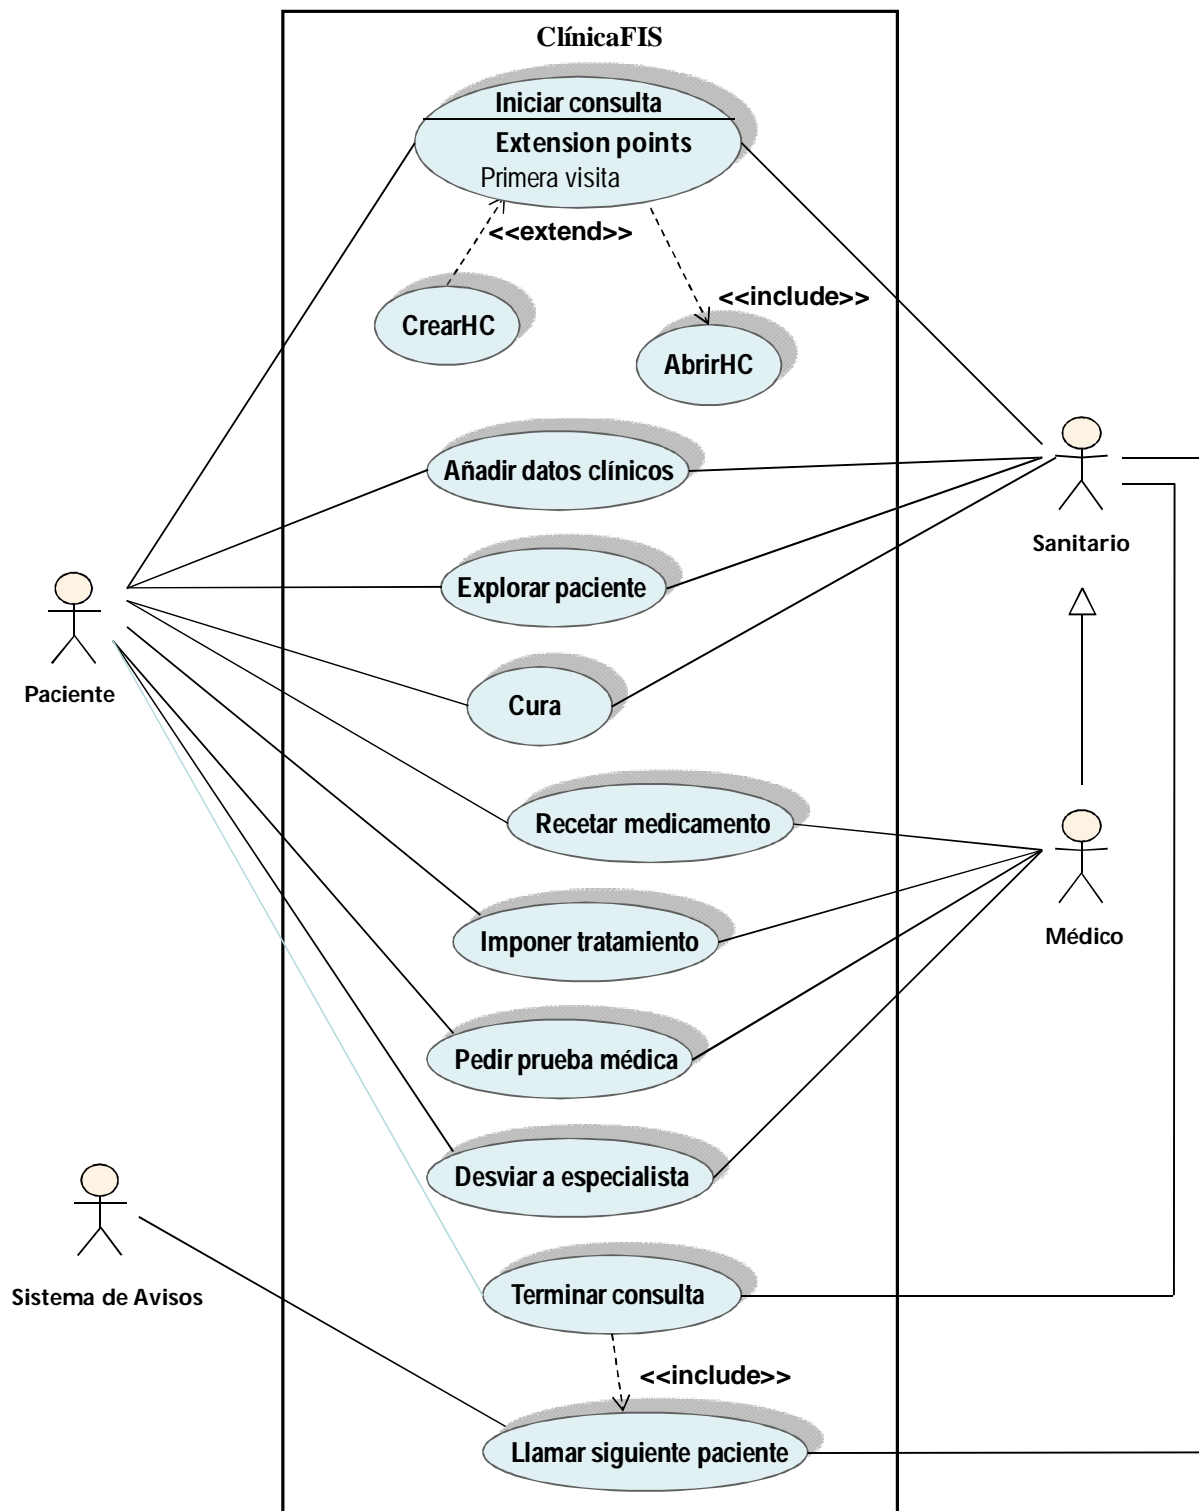 ClínicaFIS
Iniciar consulta
Extension points
Primera visita
<<extend>>
<<include>>
CrearHC
AbrirHC
Añadir datos clínicos
Sanitario
Explorar paciente
Paciente
Cura
Recetar medicamento
Imponer tratamiento
Médico
Pedir prueba médica
Desviar a especialista
Terminar consulta
Sistema de Avisos
<<include>>
Llamar siguiente paciente